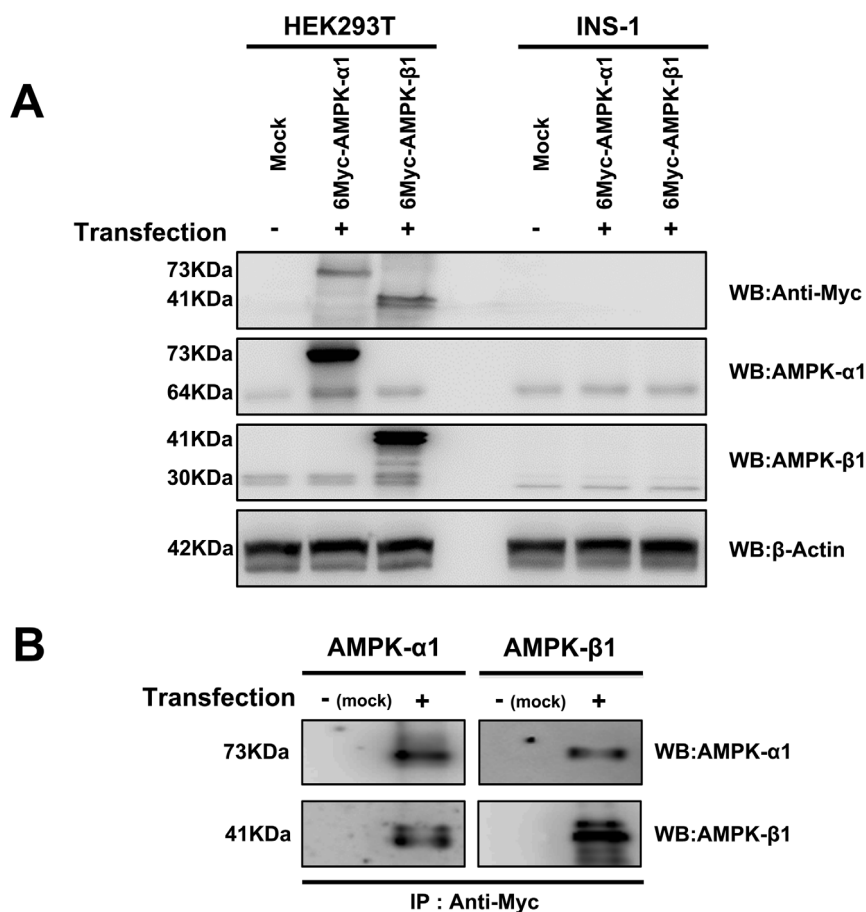 HEK293T INS-1
A
Mock 6Myc-AMPK-α1 6Myc-AMPK-β1 Mock 6Myc-AMPK-α1 6Myc-AMPK-β1
Transfection - + + - + +
73KDa
41KDa
WB:Anti-Myc
73KDa
64KDa
WB:AMPK-α1
41KDa
30KDa
WB:AMPK-β1
42KDa WB:β-Actin
B
AMPK-α1 AMPK-β1
Transfection - (mock) + - (mock) +
73KDa WB:AMPK-α1
41KDa WB:AMPK-β1
IP : Anti-Myc